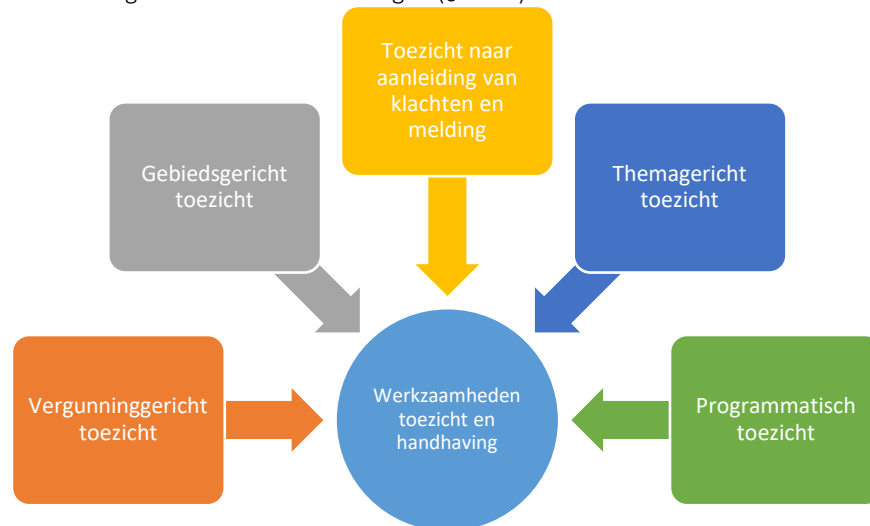 Toezicht naar
aanleiding van
klachten en
melding
Gebiedsgericht
toezicht
Themagericht
toezicht
Vergunninggericht
toezicht
Werkzaamheden
toezicht en
handhaving
Programmatisch
toezicht